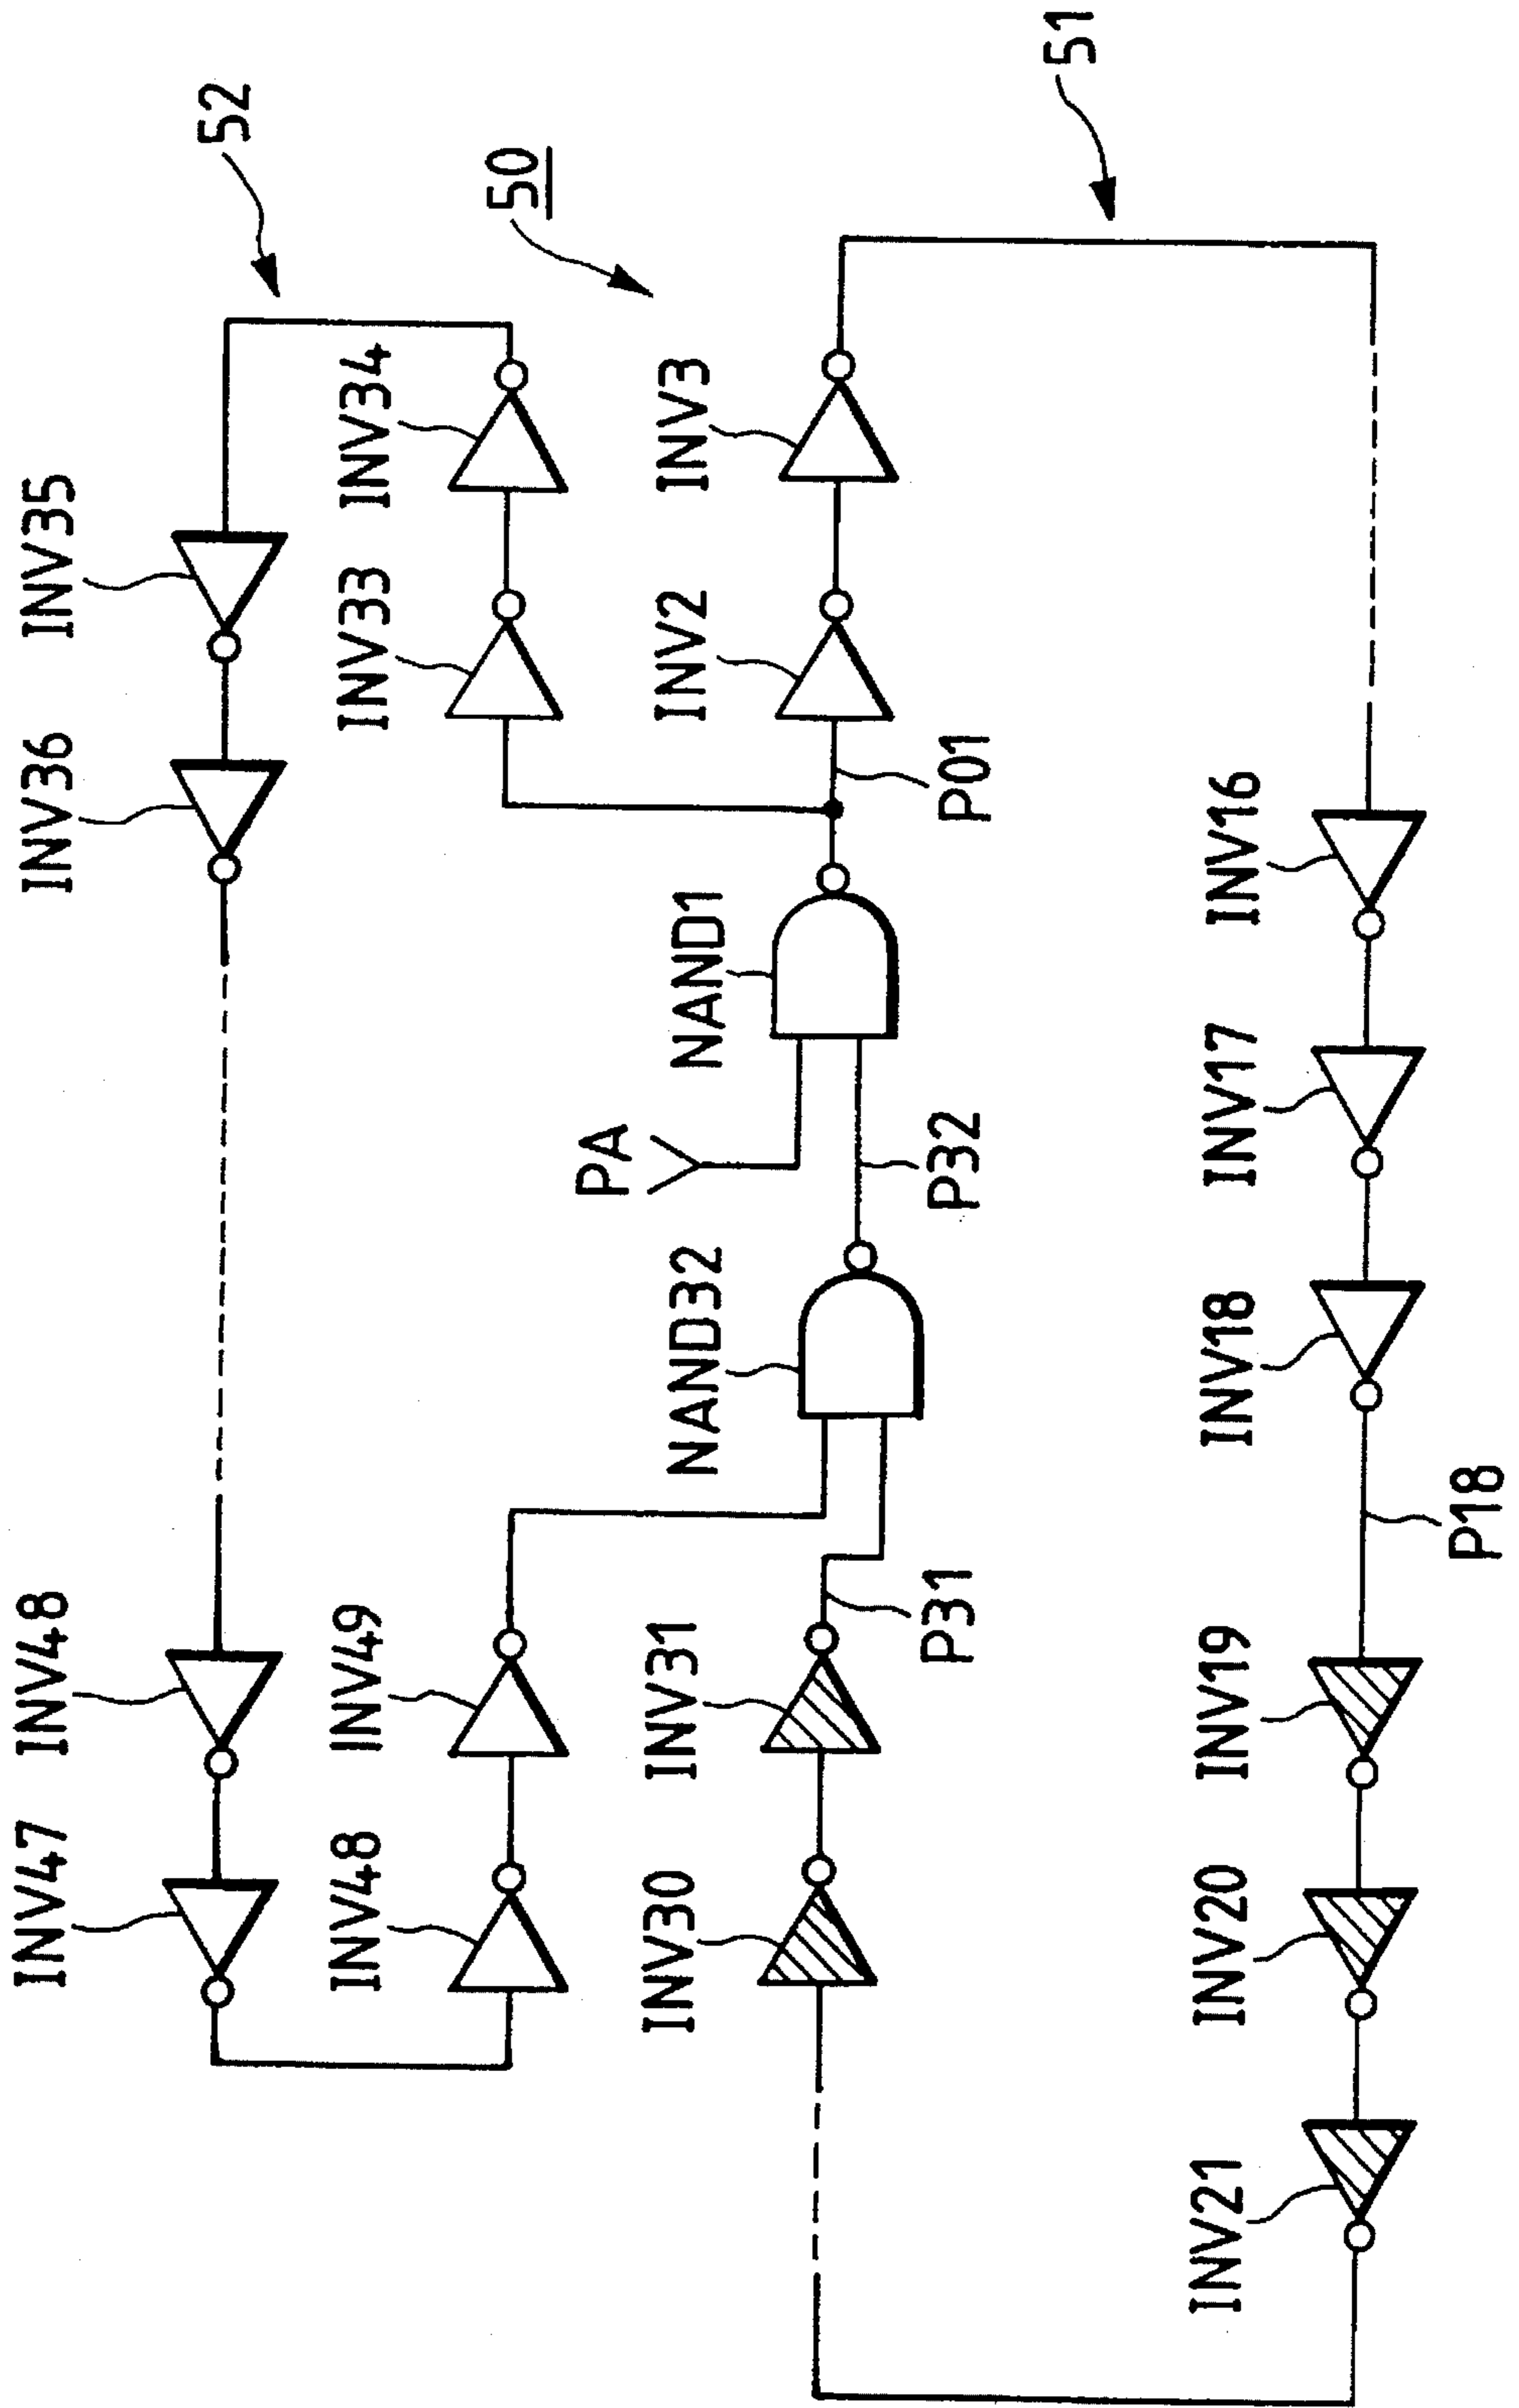 INV47
INV48
INV36
INV35
52
INV48
INV49
INV33
INV34
50
INV30
INV31
NAND32
PA
NAND1
INV2
INV3
P31
P32
P01
51
INV21
INV20
INV19
INV18
INV17
INV16
P18